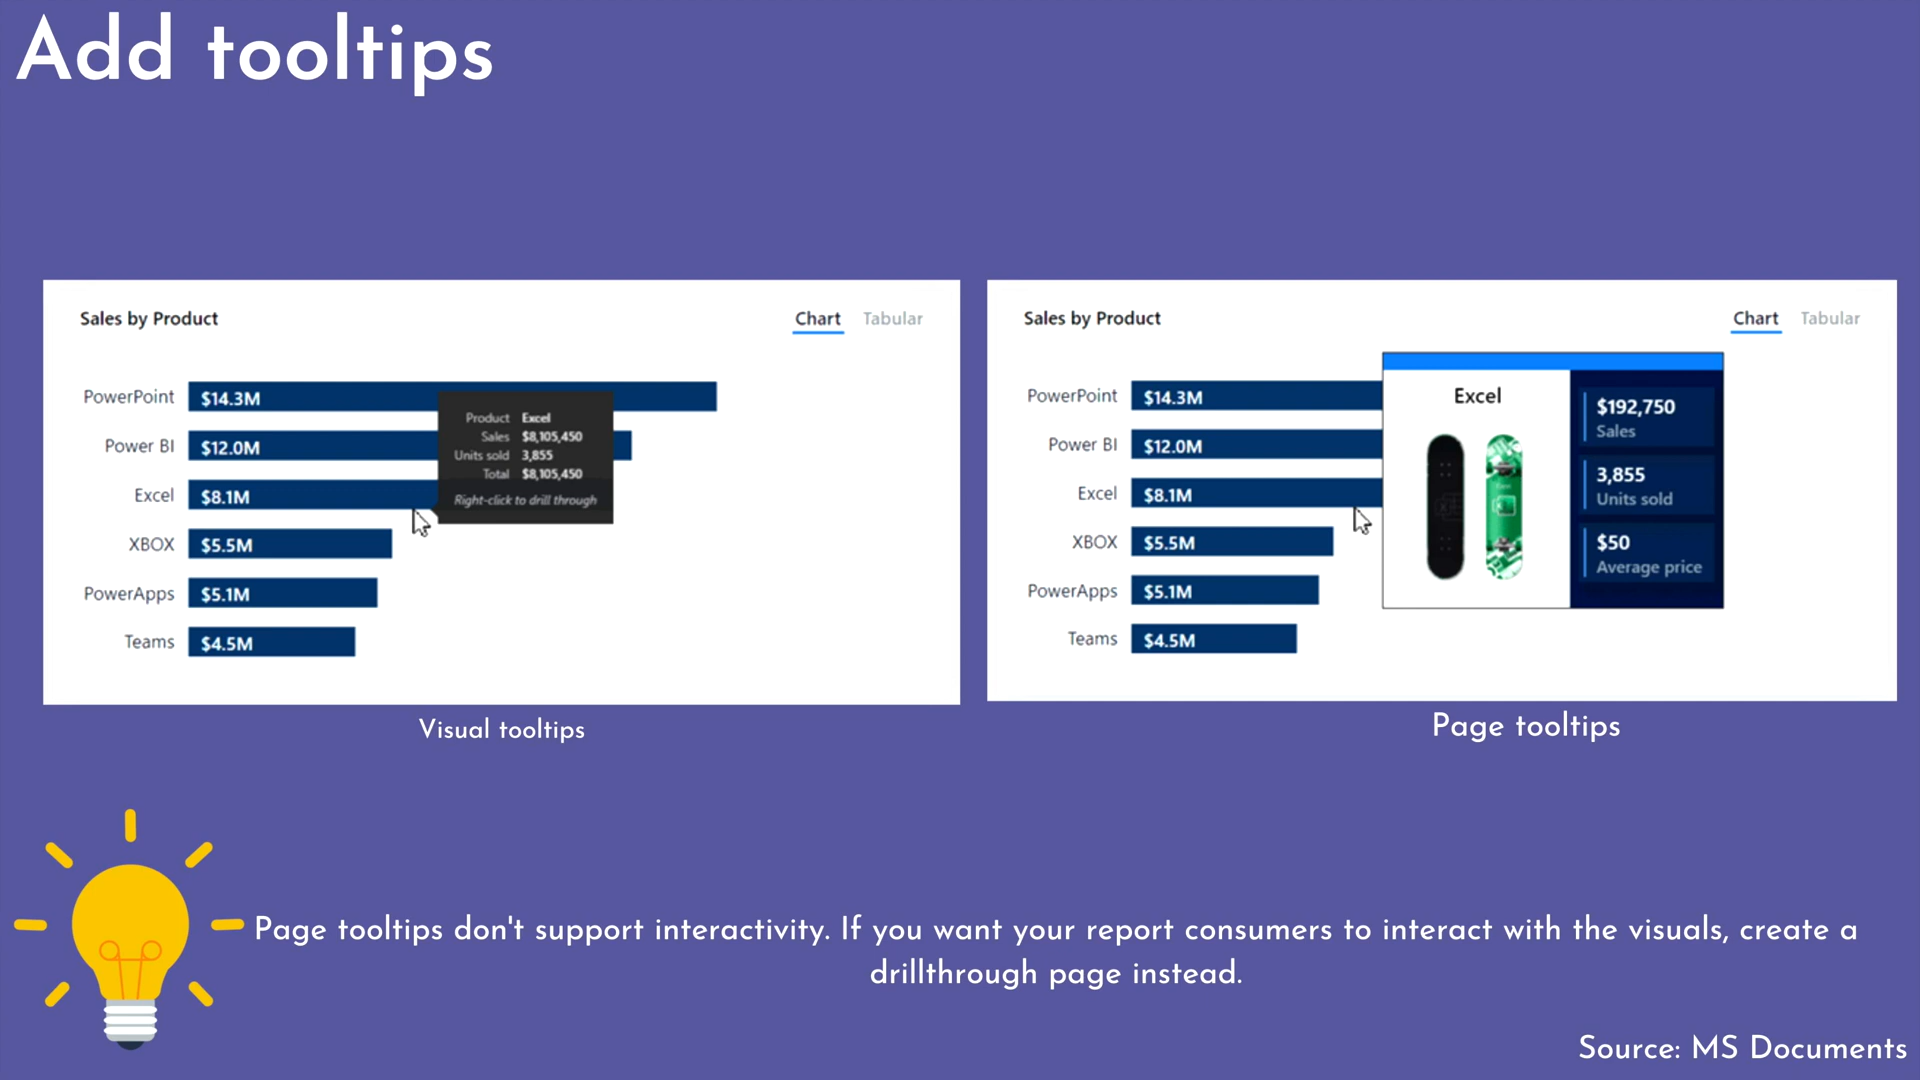 Add tooltips
Sales by Product
Chart Tabular
PowerPoint $14.3M
Power BI $12.0M
Excel $8.1M
XBOX $5.5M
PowerApps $5.1M
Teams $4.5M
Product Excel
Sales $8,105,450
Units sold 3,855
Total $8,105,450
Right-click to drill through
Visual tooltips
Sales by Product
Chart Tabular
PowerPoint $14.3M
Power BI $12.0M
Excel $8.1M
XBOX $5.5M
PowerApps $5.1M
Teams $4.5M
Excel
$192,750
Sales
3,855
Units sold
$50
Average price
Page tooltips
Page tooltips don't support interactivity. If you want your report consumers to interact with the visuals, create a
drillthrough page instead.
Source: MS Documents